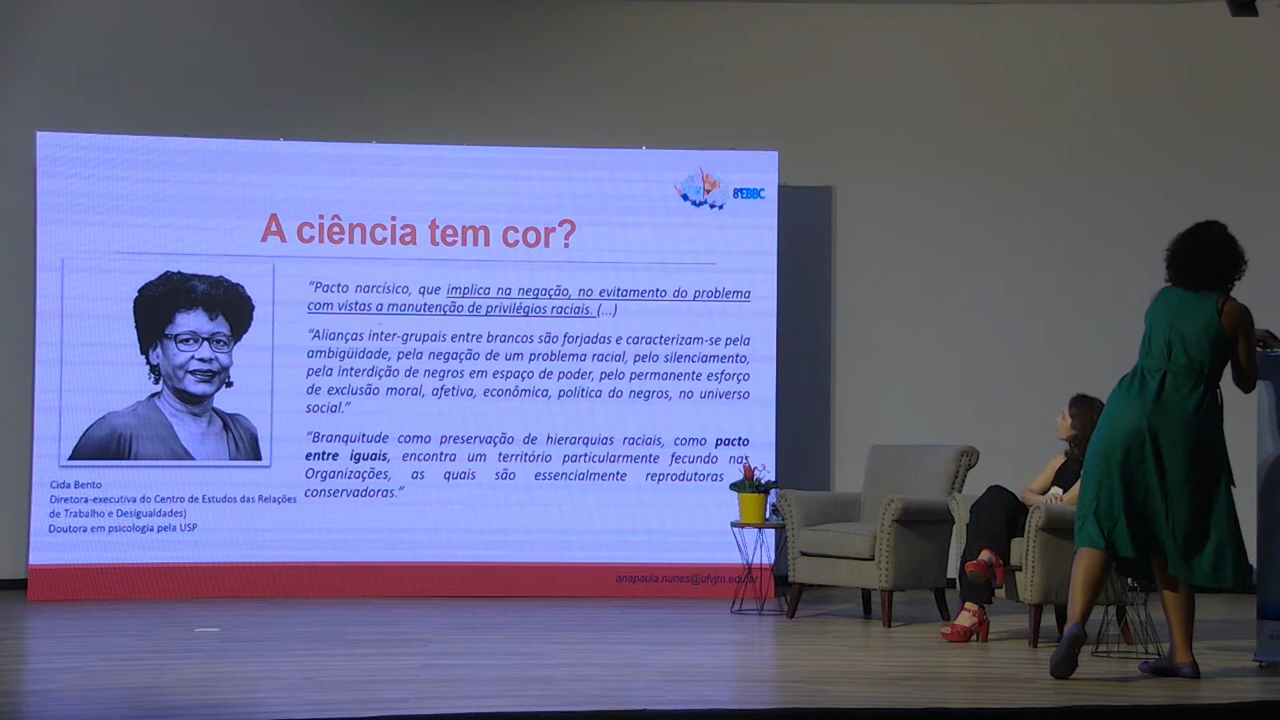 8ºEBBC
A ciência tem cor?
“Pacto narcísico, que implica na negação, no evitamento do problema
com vistas a manutenção de privilégios raciais. (...)
“Alianças inter-grupais entre brancos são forjadas e caracterizam-se pela
ambigüidade, pela negação de um problema racial, pelo silenciamento,
pela interdição de negros em espaço de poder, pelo permanente esforço
de exclusão moral, afetiva, econômica, política do negros, no universo
social.”
“Branquitude como preservação de hierarquias raciais, como pacto
entre iguais, encontra um território particularmente fecundo nas
Organizações, as quais são essencialmente reprodutoras
conservadoras.”
Cida Bento
Diretora-executiva do Centro de Estudos das Relações
de Trabalho e Desigualdades)
Doutora em psicologia pela USP
anapaula.nunes@ufvjm.edu.br